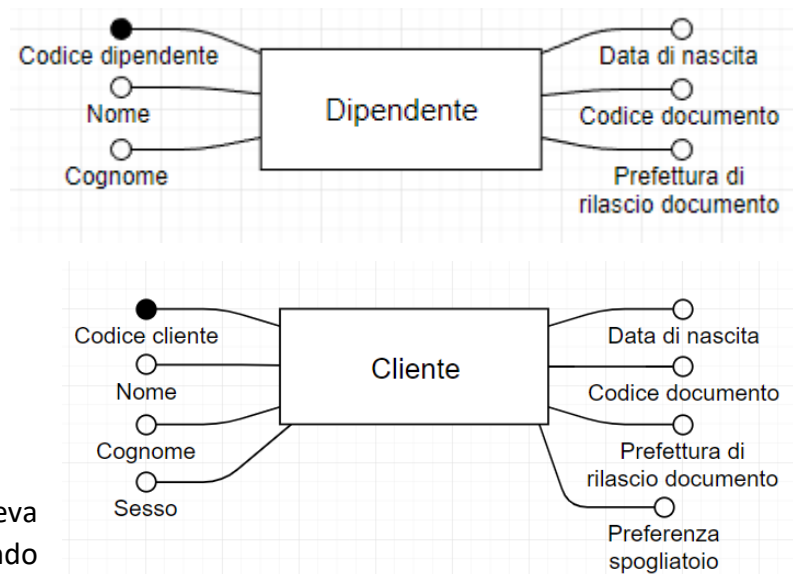 Codice dipendente
Nome
Cognome
Dipendente
Data di nascita
Codice documento
Prefettura di
rilascio documento
Codice cliente
Nome
Cognome
Sesso
Cliente
Data di nascita
Codice documento
Prefettura di
rilascio documento
Preferenza
spogliatoio